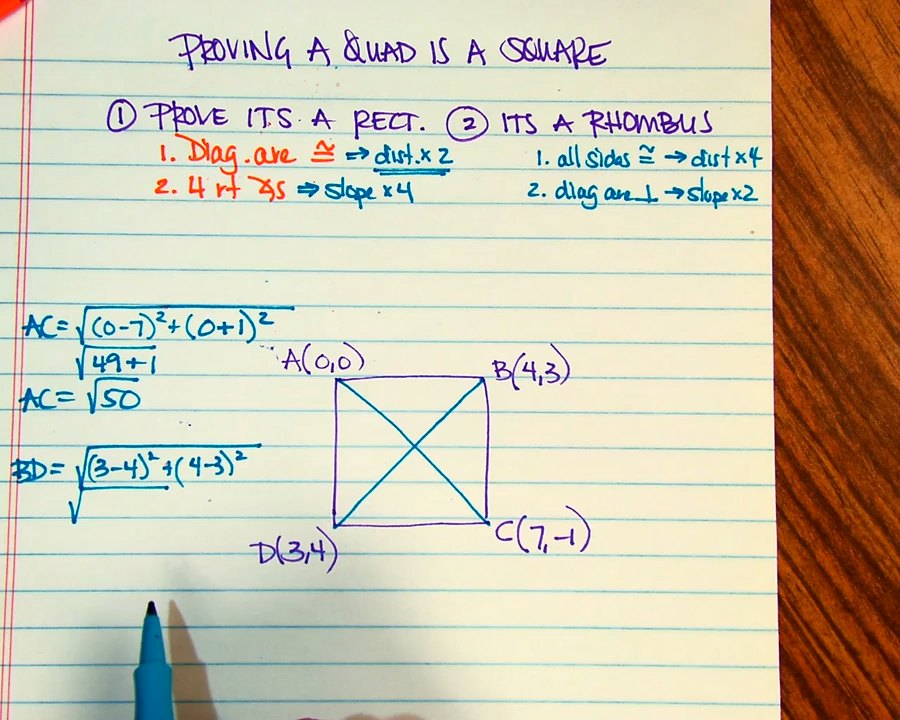 PROVING A QUAD IS A SQUARE
① PROVE ITS A RECT. ② ITS A RHOMBUS
1. Diag. are ≅ ⇒ dist. × 2
1. all sides ≅ → dist × 4
2. 4 rt ∡s ⇒ slope × 4
2. diag are ⊥ → slope × 2
AC = √(0-7)² + (0+1)²
√49+1
AC = √50
A(0,0)
B(4,3)
BD = √(3-4)² + (4-3)²
√
D(3,4)
C(7,-1)